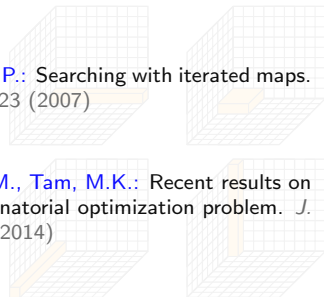 P.: Searching with iterated maps.
23 (2007)
M., Tam, M.K.: Recent results on
natorial optimization problem. J.
2014)